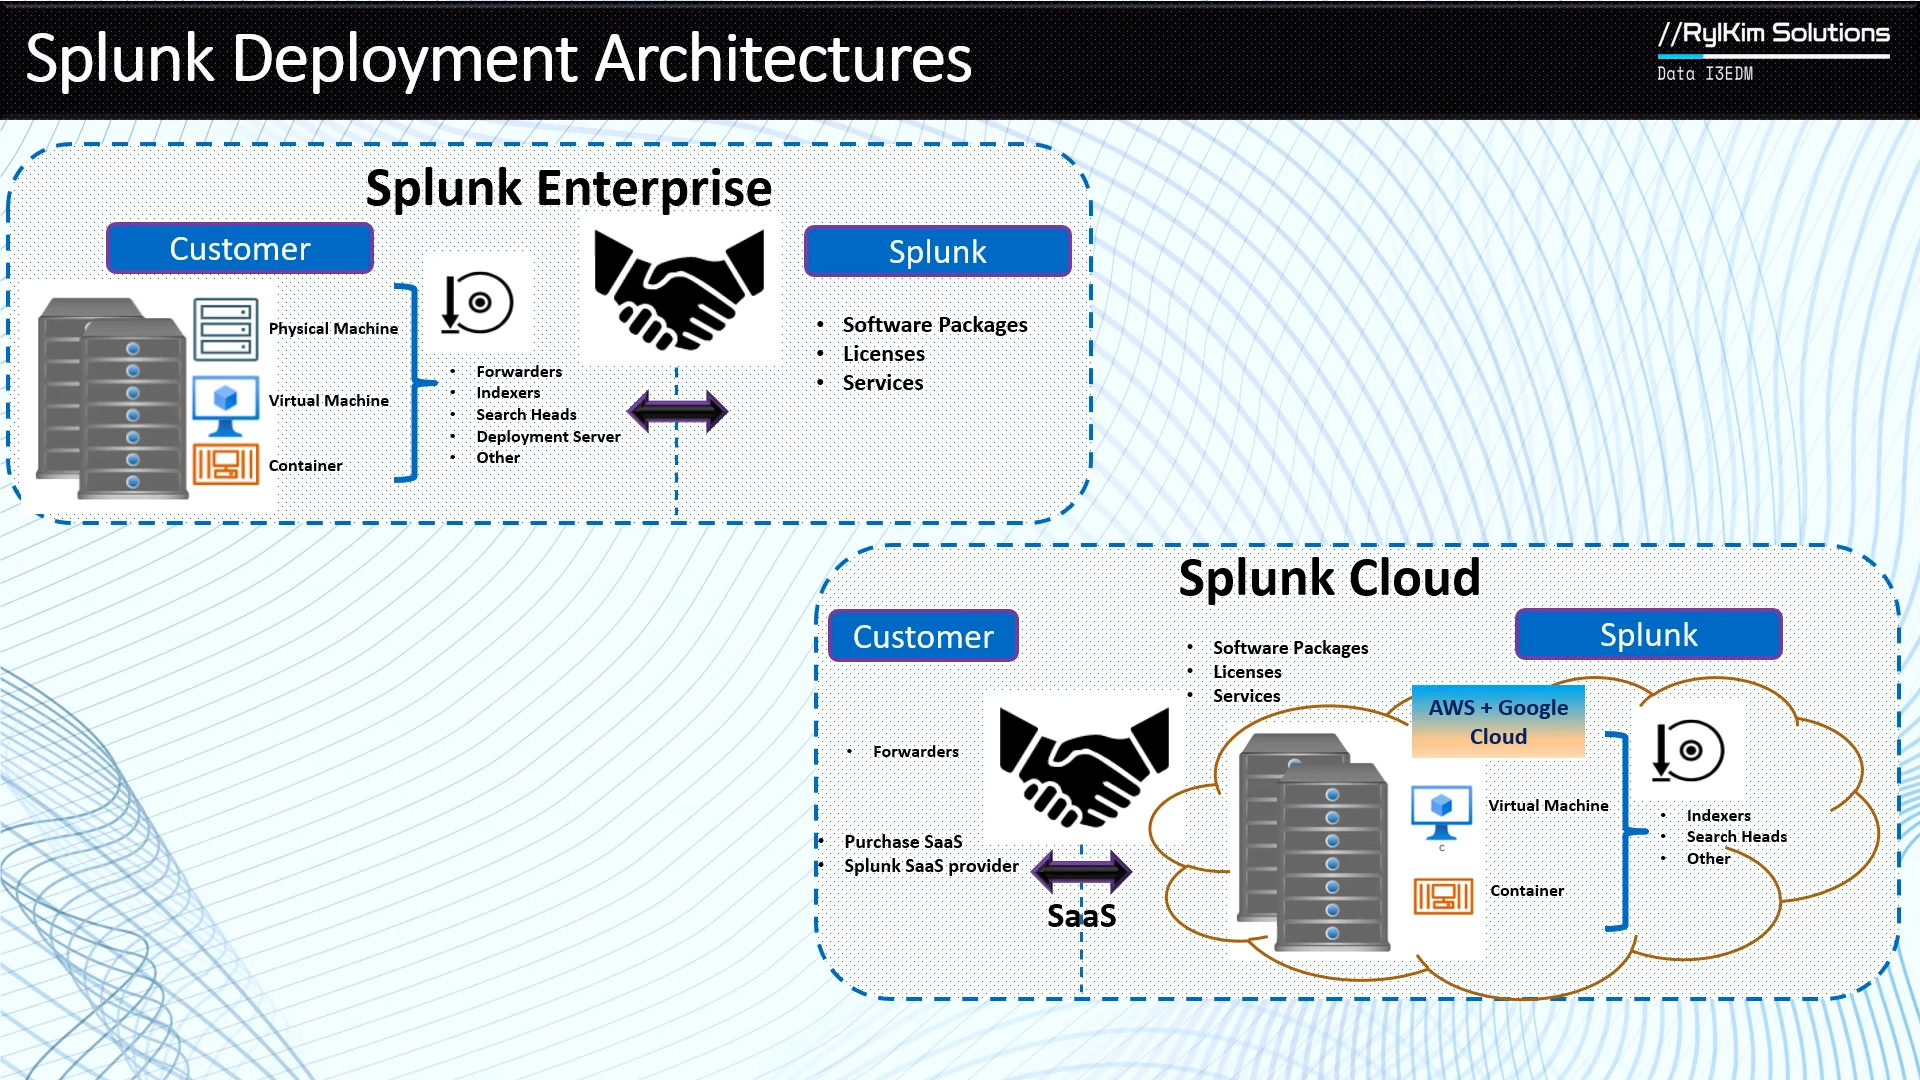 Splunk Deployment Architectures
//RylKim Solutions
Data I3EDM
Splunk Enterprise
Customer
Splunk
Physical Machine
Virtual Machine
Container
• Forwarders
• Indexers
• Search Heads
• Deployment Server
• Other
• Software Packages
• Licenses
• Services
Splunk Cloud
Customer
Splunk
• Software Packages
• Licenses
• Services
• Forwarders
• Purchase SaaS
• Splunk SaaS provider
SaaS
AWS + Google
Cloud
Virtual Machine
C
Container
• Indexers
• Search Heads
• Other